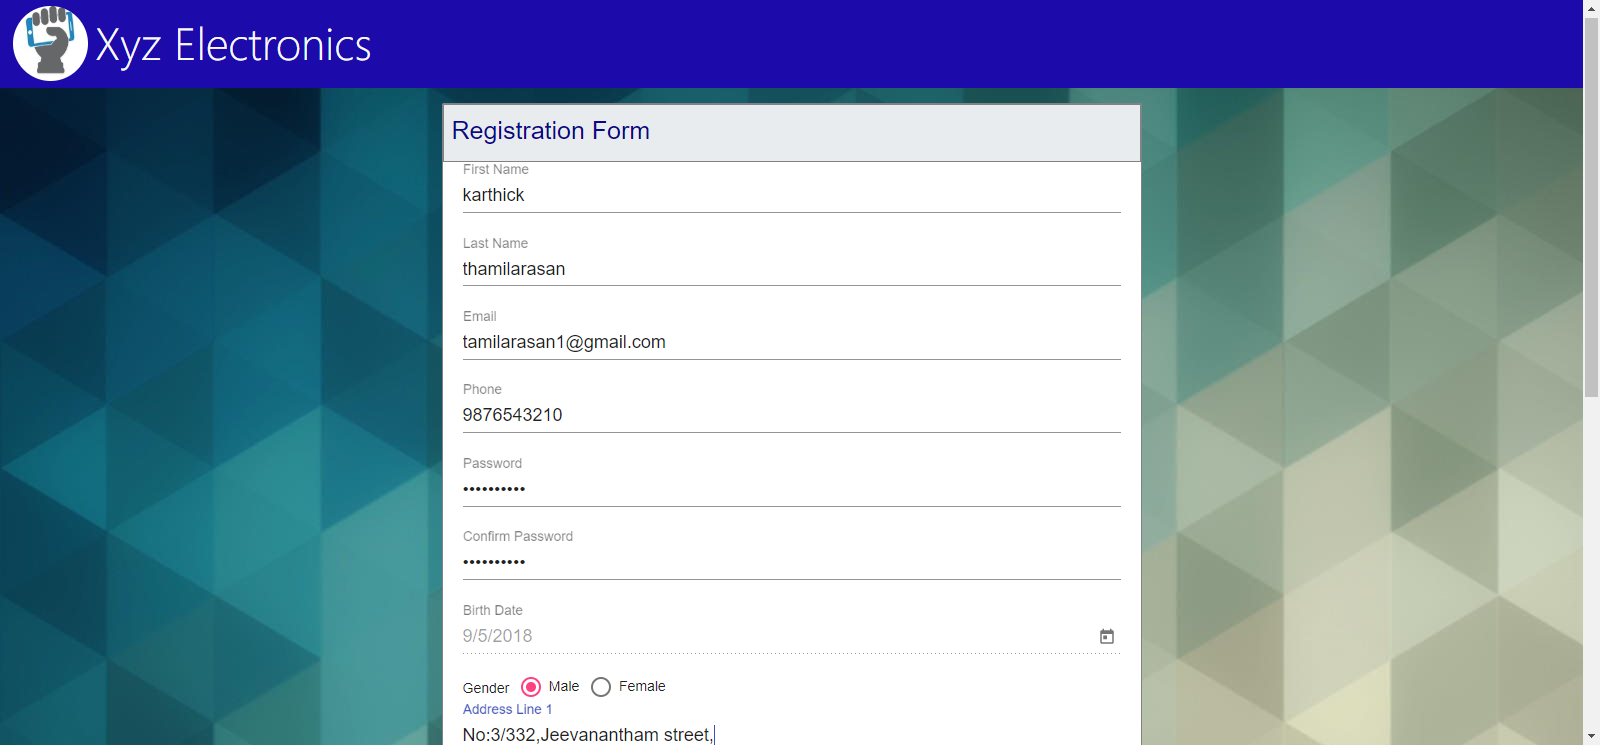 Xyz Electronics
Registration Form
First Name
karthick
Last Name
thamilarasan
Email
tamilarasan1@gmail.com
Phone
9876543210
Password
••••••••••
Confirm Password
••••••••••
Birth Date
9/5/2018
Gender Male Female
Address Line 1
No:3/332,Jeevanantham street,